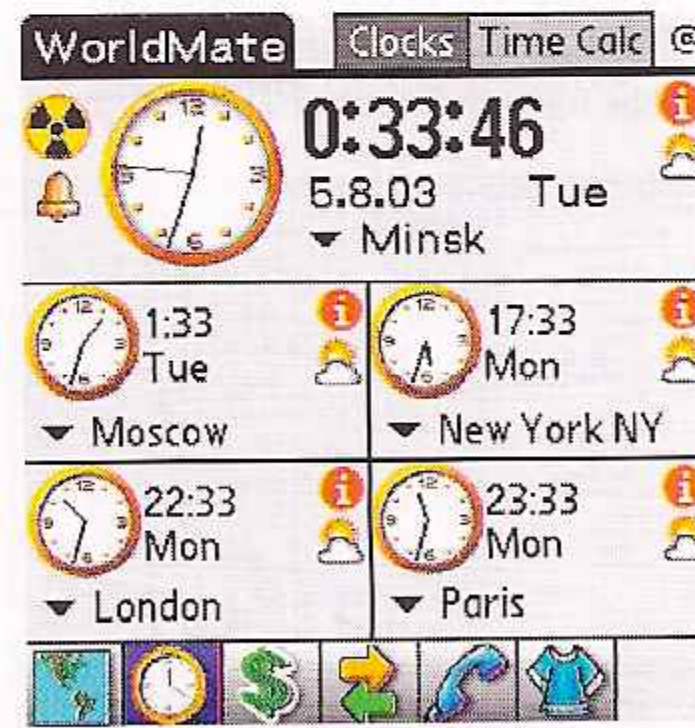 WorldMate Clocks Time Calc
0:33:46
5.8.03 Tue
Minsk
1:33
Tue
Moscow
17:33
Mon
New York NY
22:33
Mon
London
23:33
Mon
Paris